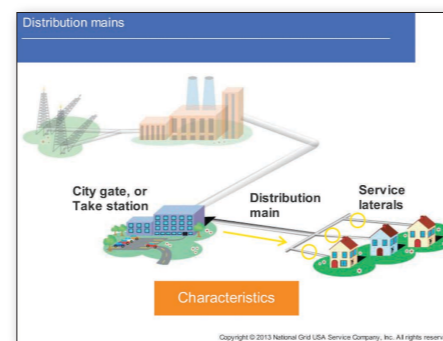 Distribution mains
City gate, or
Take station
Distribution
main
Service
laterals
Characteristics
Copyright © 2013 National Grid USA Service Company, Inc. All rights